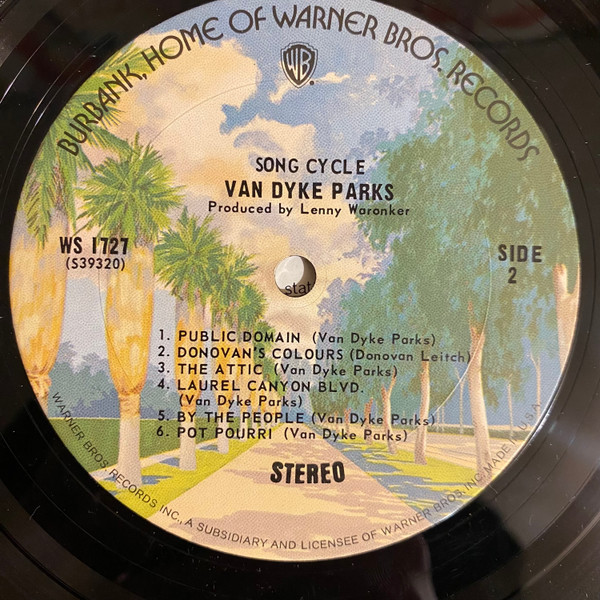 BURBANK, HOME OF WARNER BROS. RECORDS
WB
SONG CYCLE
VAN DYKE PARKS
Produced by Lenny Waronker
WS 1727
(S39320)
SIDE
2
stat
1. PUBLIC DOMAIN (Van Dyke Parks)
2. DONOVAN'S COLOURS (Donovan Leitch)
3. THE ATTIC (Van Dyke Parks)
4. LAUREL CANYON BLVD.
(Van Dyke Parks)
5. BY THE PEOPLE (Van Dyke Parks)
6. POT POURRI (Van Dyke Parks)
STEREO
WARNER BROS. RECORDS, INC., A SUBSIDIARY AND LICENSEE OF WARNER BROS., INC. MADE IN U.S.A.